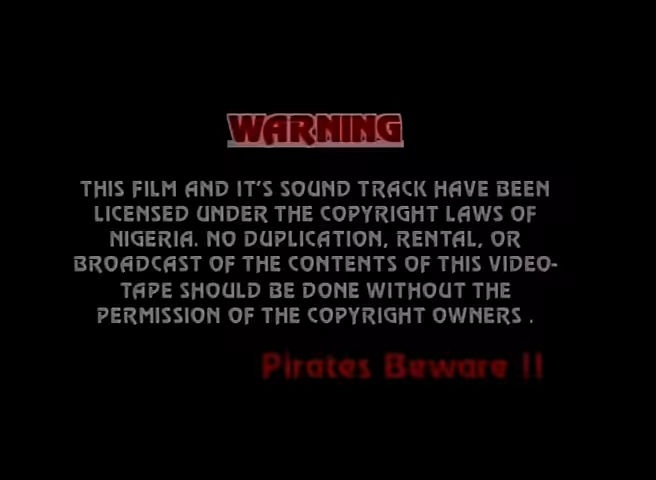 WARNING
THIS FILM AND IT'S SOUND TRACK HAVE BEEN
LICENSED UNDER THE COPYRIGHT LAWS OF
NIGERIA. NO DUPLICATION, RENTAL, OR
BROADCAST OF THE CONTENTS OF THIS VIDEO-
TAPE SHOULD BE DONE WITHOUT THE
PERMISSION OF THE COPYRIGHT OWNERS .
Pirates Beware !!